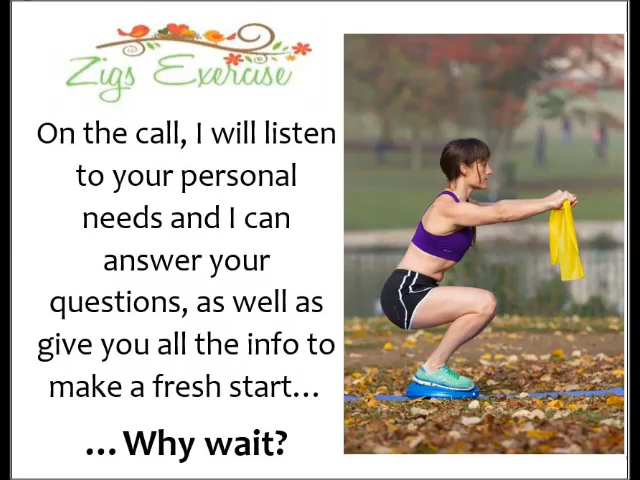 Zigs Exercise
On the call, I will listen
to your personal
needs and I can
answer your
questions, as well as
give you all the info to
make a fresh start…
…Why wait?